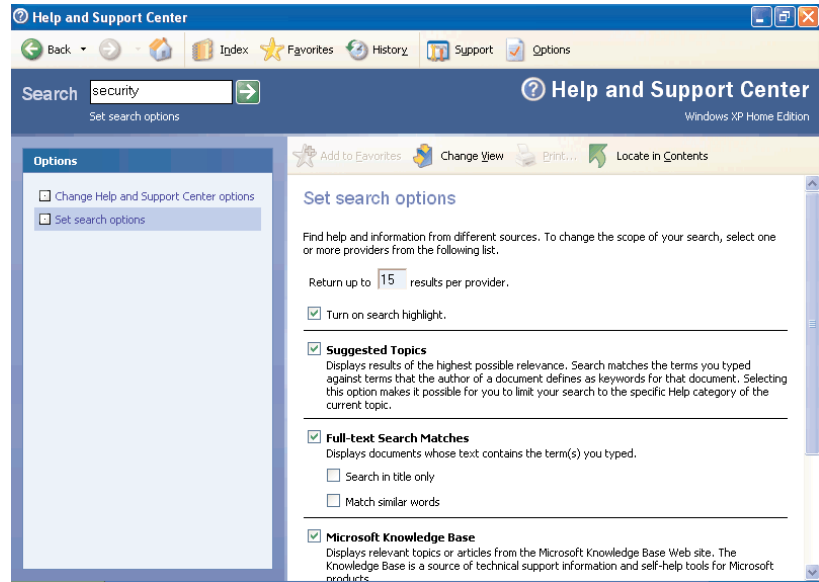 Help and Support Center
Back
Index
Favorites
History
Support
Options
Search
security
Set search options
Help and Support Center
Windows XP Home Edition
Options
Change Help and Support Center options
Set search options
Add to Favorites
Change View
Print...
Locate in Contents
Set search options
Find help and information from different sources. To change the scope of your search, select one
or more providers from the following list.
Return up to 15 results per provider.
Turn on search highlight.
Suggested Topics
Displays results of the highest possible relevance. Search matches the terms you typed
against terms that the author of a document defines as keywords for that document. Selecting
this option makes it possible for you to limit your search to the specific Help category of the
current topic.
Full-text Search Matches
Displays documents whose text contains the term(s) you typed.
Search in title only
Match similar words
Microsoft Knowledge Base
Displays relevant topics or articles from the Microsoft Knowledge Base Web site. The
Knowledge Base is a source of technical support information and self-help tools for Microsoft
products.